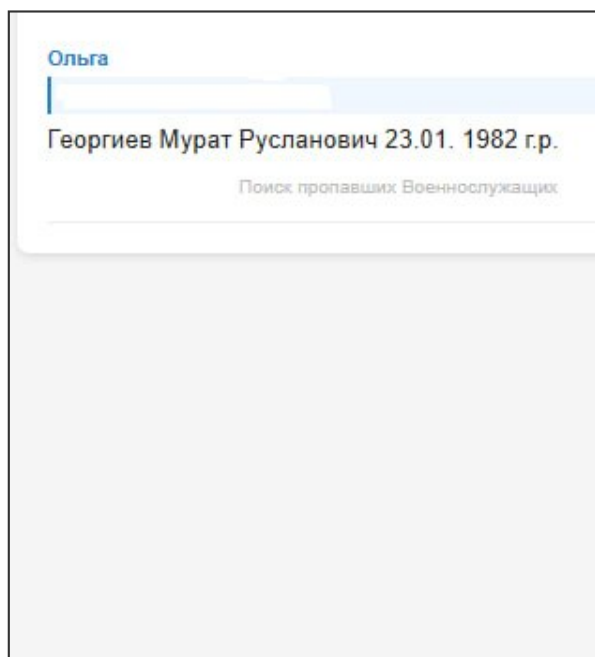 Ольга
Георгиев Мурат Русланович 23.01. 1982 г.р.
Поиск пропавших Военнослужащих